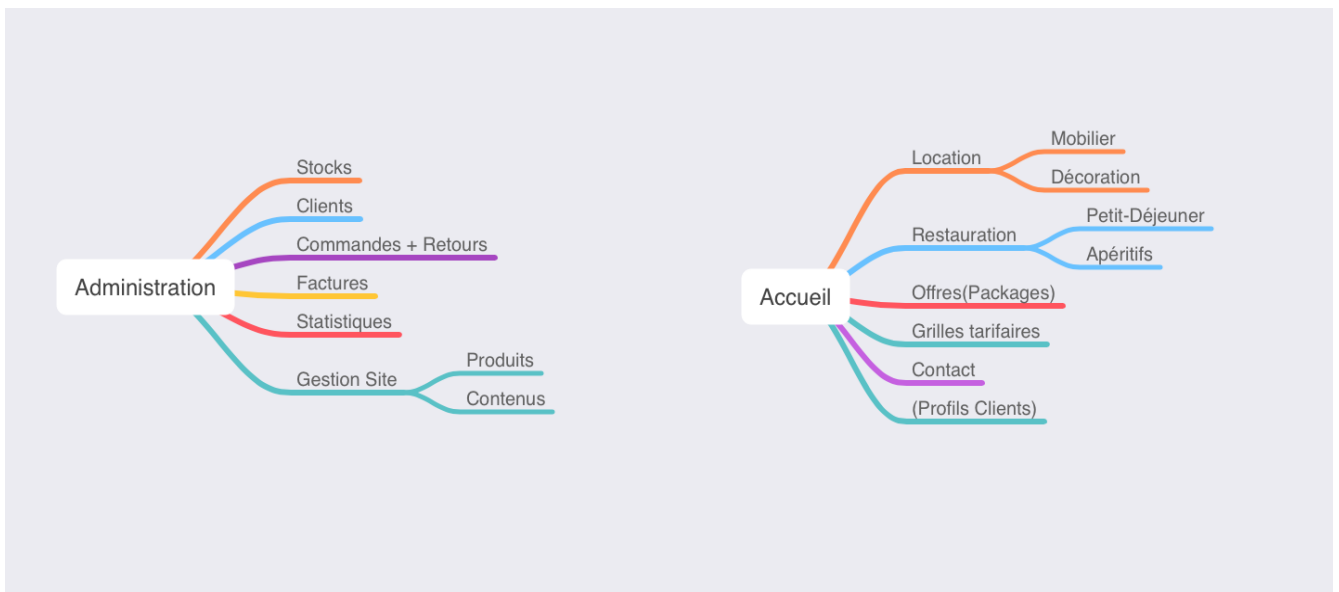 Administration
Stocks
Clients
Commandes + Retours
Factures
Statistiques
Gestion Site
Produits
Contenus
Accueil
Location
Mobilier
Décoration
Restauration
Petit-Déjeuner
Apéritifs
Offres(Packages)
Grilles tarifaires
Contact
(Profils Clients)